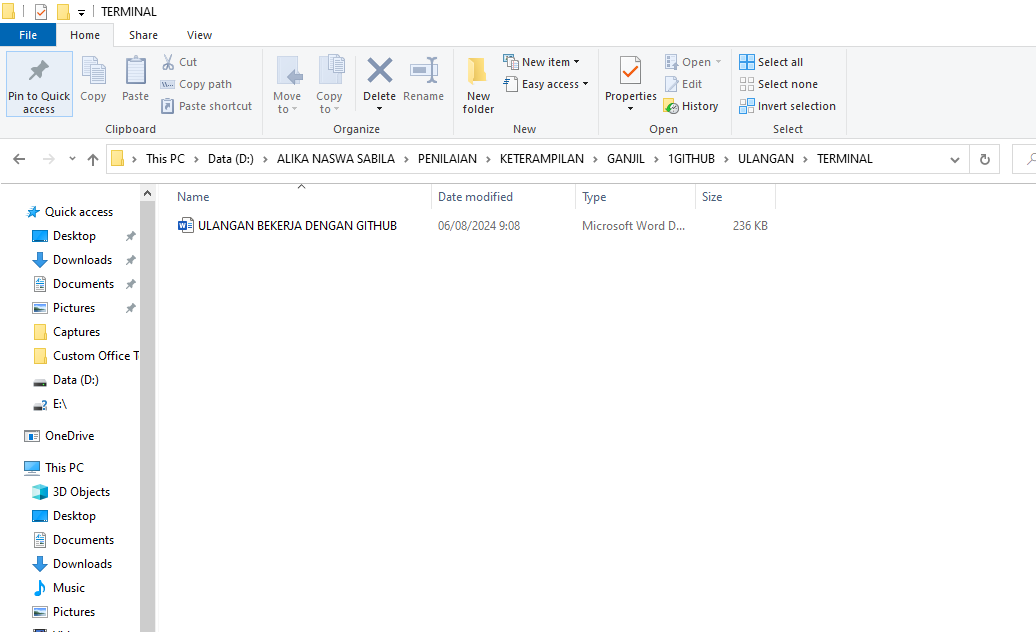 TERMINAL
File Home Share View
Pin to Quick access
Copy
Paste
Cut
Copy path
Paste shortcut
Clipboard
Move to
Copy to
Delete
Rename
Organize
New folder
New item
Easy access
New
Properties
Open
Edit
History
Open
Select all
Select none
Invert selection
Select
This PC > Data (D:) > ALIKA NASWA SABILA > PENILAIAN > KETERAMPILAN > GANJIL > 1GITHUB > ULANGAN > TERMINAL
Name Date modified Type Size
ULANGAN BEKERJA DENGAN GITHUB 06/08/2024 9:08 Microsoft Word D... 236 KB
Quick access
Desktop
Downloads
Documents
Pictures
Captures
Custom Office T
Data (D:)
E:\
OneDrive
This PC
3D Objects
Desktop
Documents
Downloads
Music
Pictures